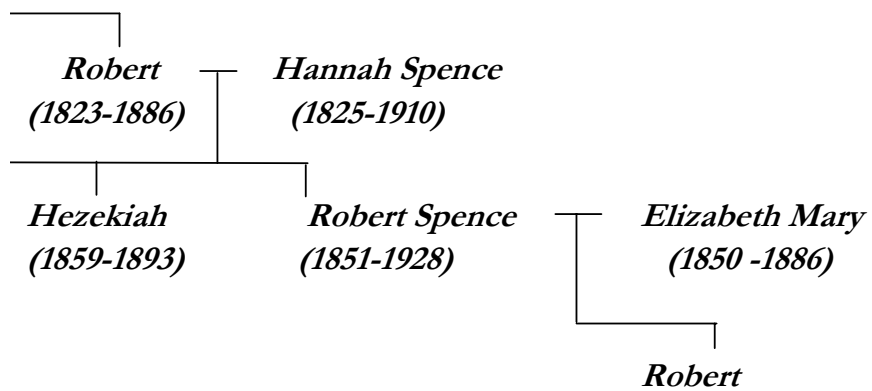 Robert Hannah Spence
(1823-1886) (1825-1910)
Hezekiah Robert Spence Elizabeth Mary
(1859-1893) (1851-1928) (1850 -1886)
Robert